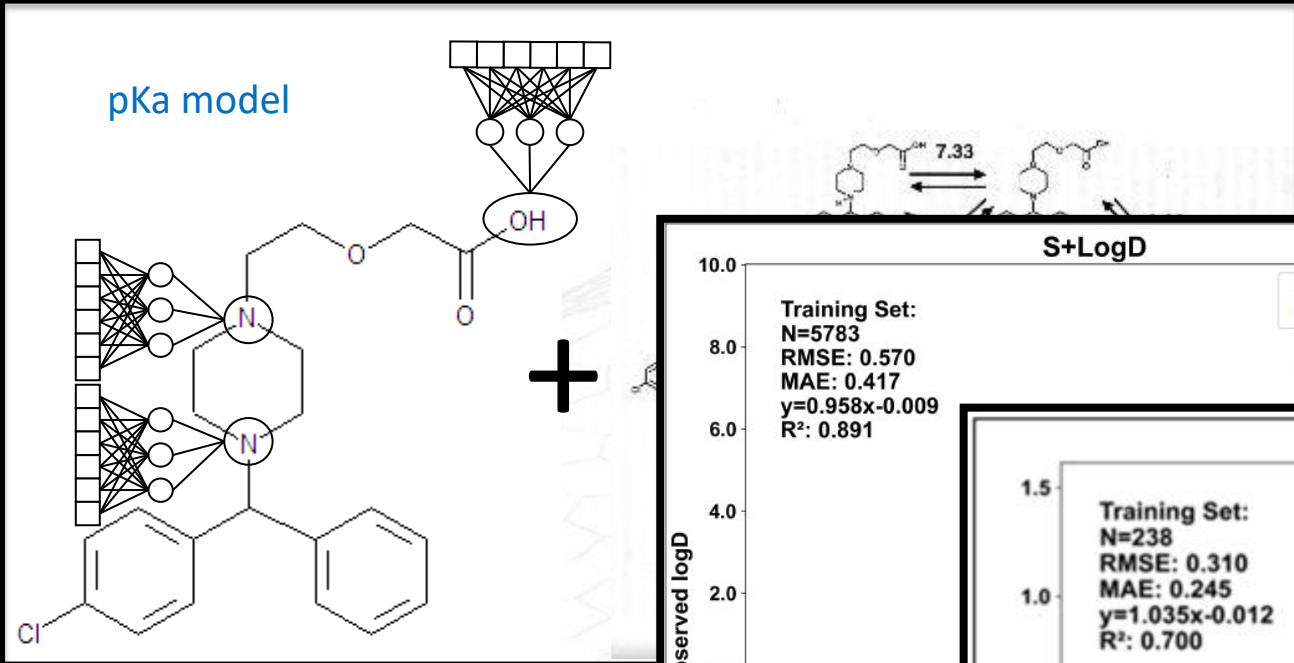 pKa model
OH
O
O
N
N
Cl
7.33
S+LogD
10.0
8.0
6.0
4.0
2.0
Training Set:
N=5783
RMSE: 0.570
MAE: 0.417
y=0.958x-0.009
R²: 0.891
1.5
1.0
Training Set:
N=238
RMSE: 0.310
MAE: 0.245
y=1.035x-0.012
R²: 0.700